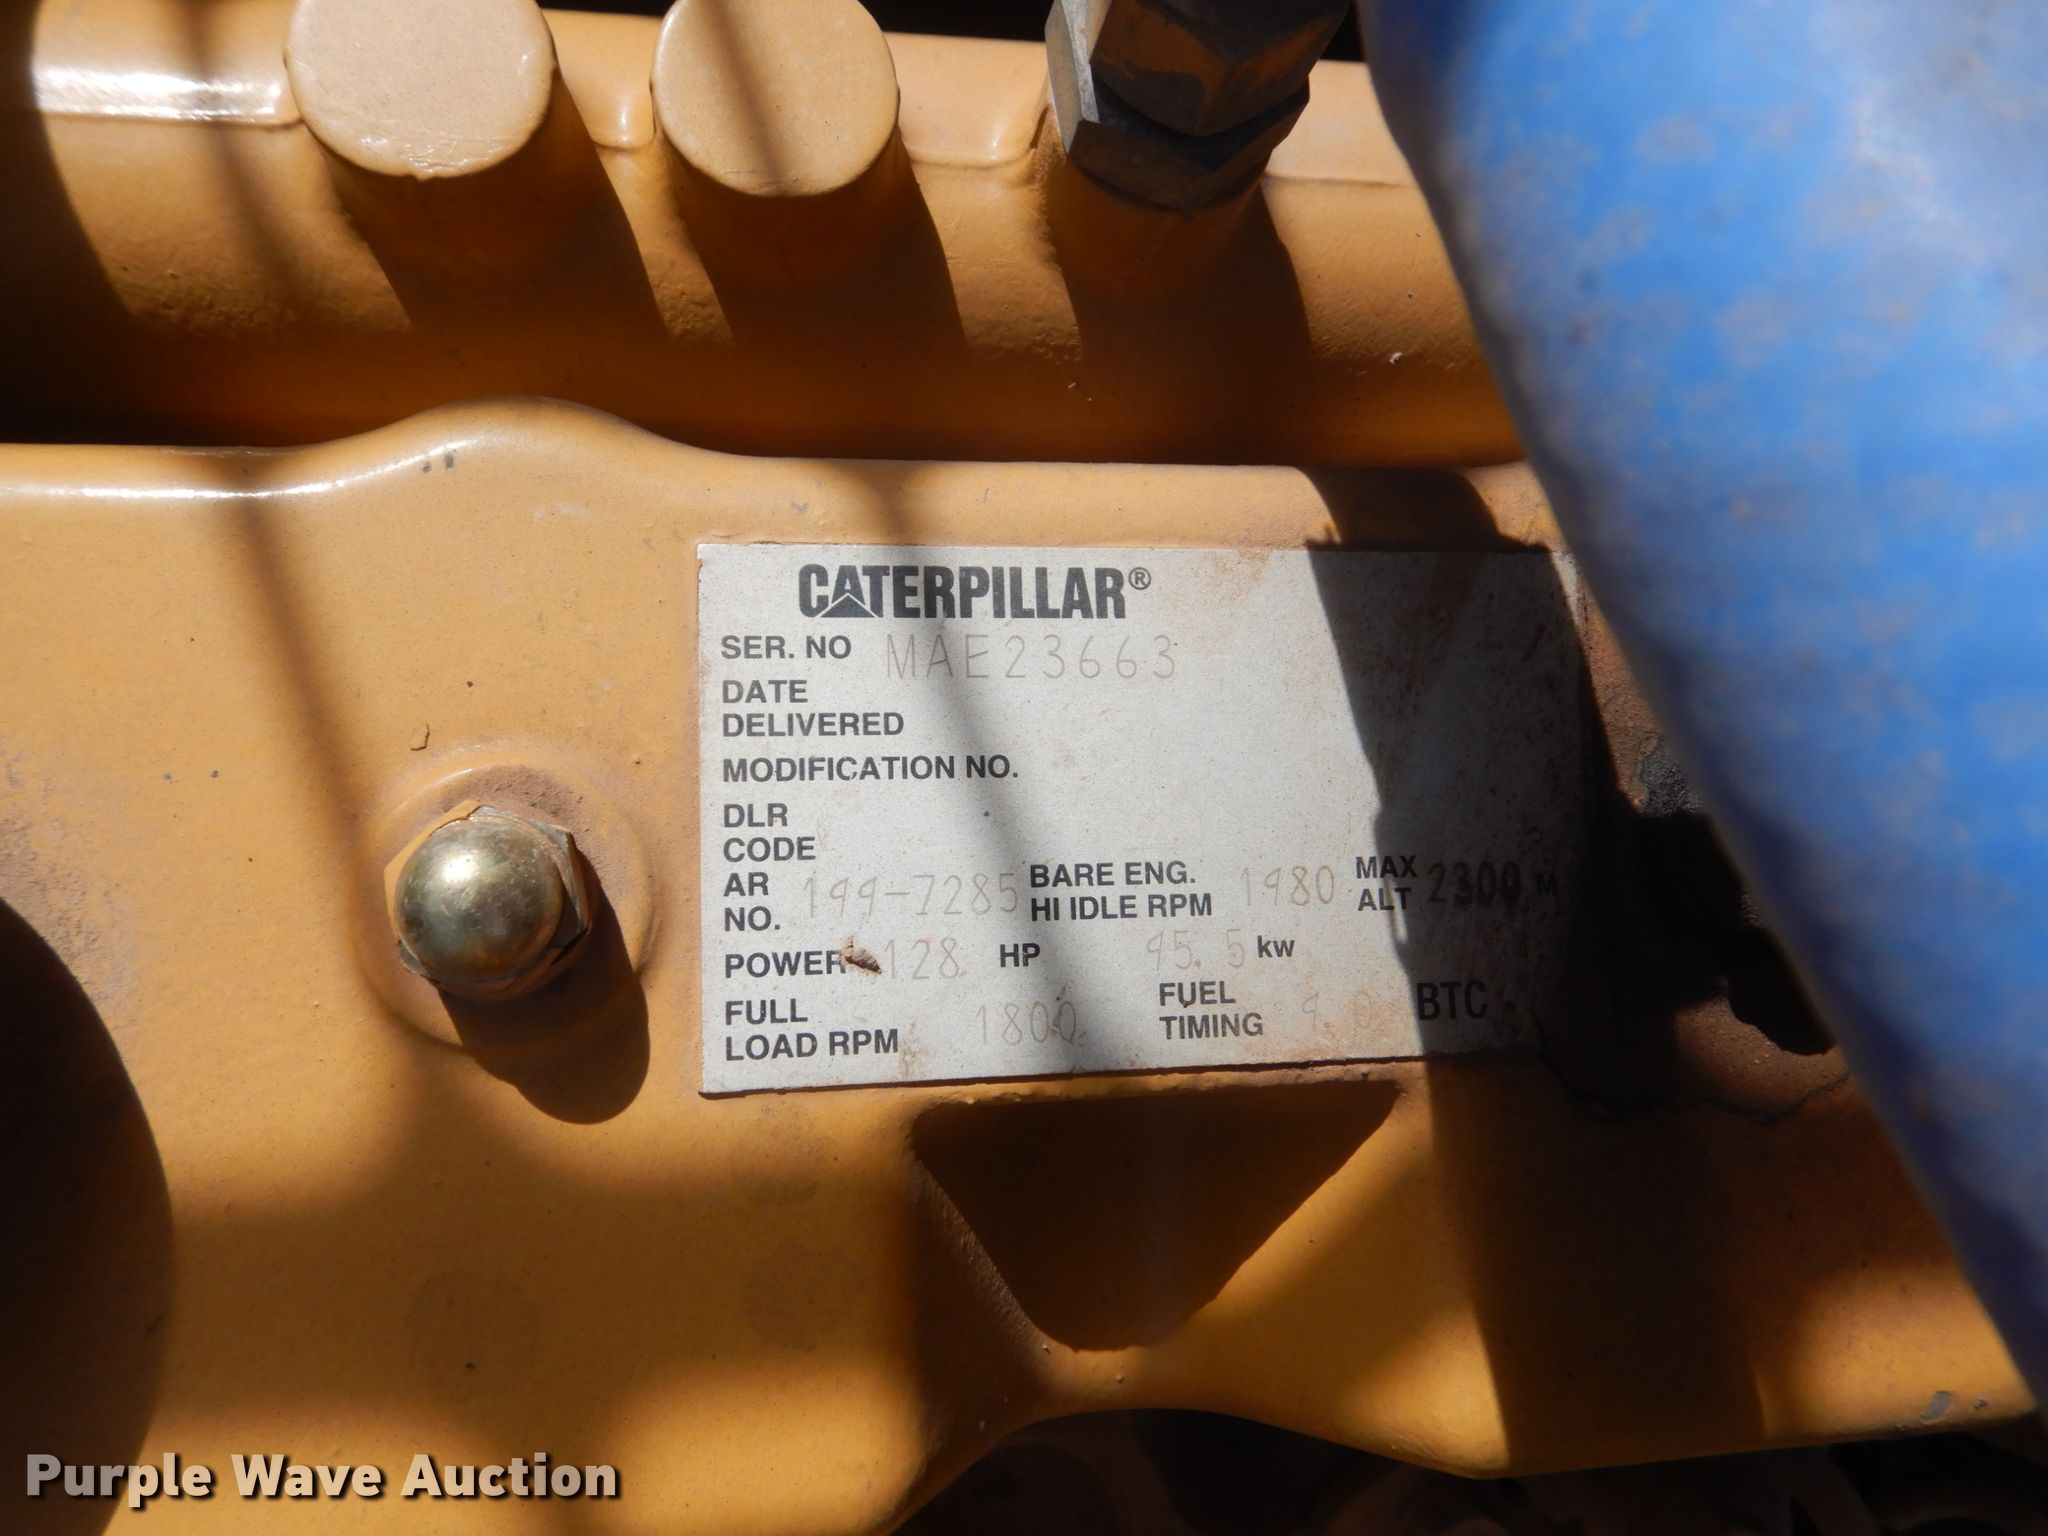 CATERPILLAR®
SER. NO MAE23663
DATE
DELIVERED
MODIFICATION NO.
DLR
CODE
AR
NO. 199-7285 BARE ENG.
HI IDLE RPM 1980 MAX
ALT 2300 M
POWER 128 HP 95.5 kw
FULL
LOAD RPM 1800 FUEL
TIMING 9.0 BTC
Purple Wave Auction